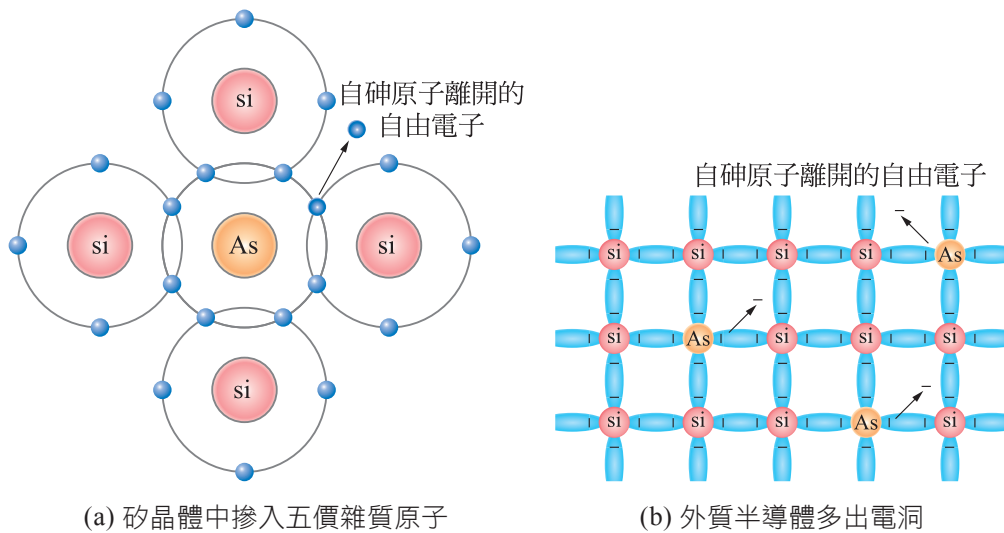 si
自砷原子離開的
自由電子
si As si
si
(a) 矽晶體中摻入五價雜質原子
自砷原子離開的自由電子
si si si si As
si As si si si
si si si As si
(b) 外質半導體多出電洞